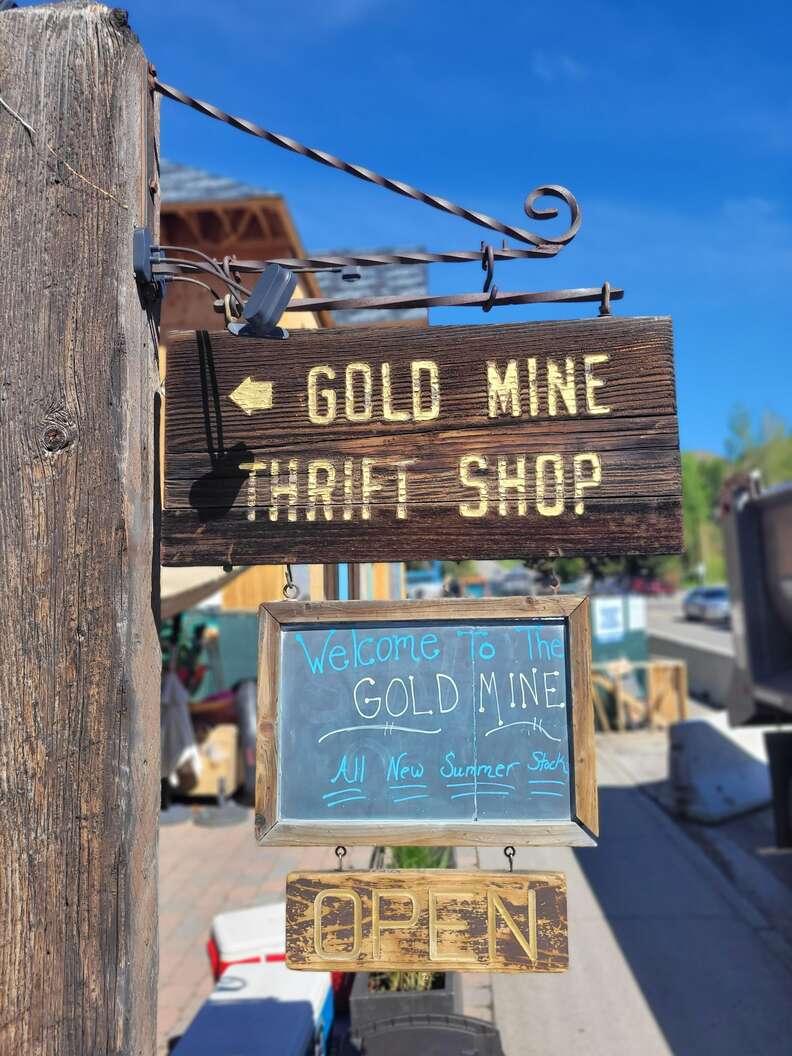 GOLD MINE
THRIFT SHOP
Welcome To The
GOLD MINE
All New Summer Stock
OPEN